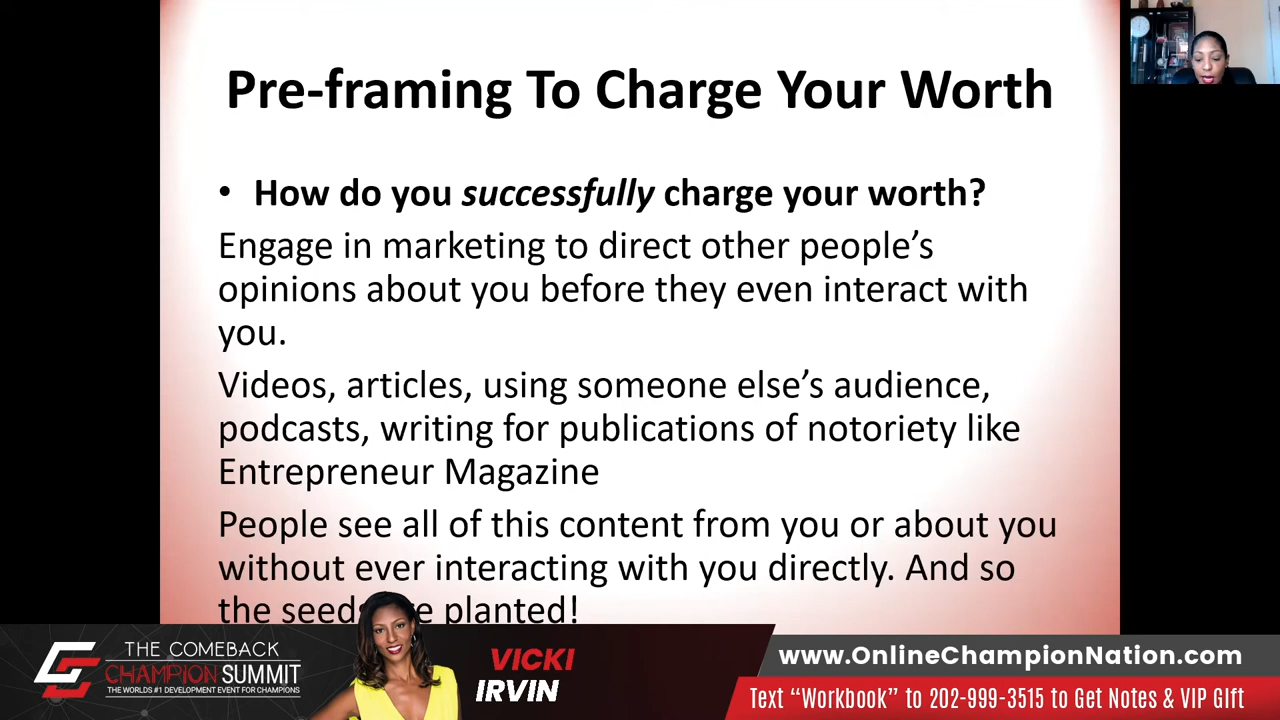 Pre-framing To Charge Your Worth
• How do you successfully charge your worth?
Engage in marketing to direct other people's
opinions about you before they even interact with
you.
Videos, articles, using someone else's audience,
podcasts, writing for publications of notoriety like
Entrepreneur Magazine
People see all of this content from you or about you
without ever interacting with you directly. And so
the seeds planted!
THE COMEBACK
CHAMPION SUMMIT
THE WORLDS #1 DEVELOPMENT EVENT FOR CHAMPIONS
VICKI
IRVIN
www.OnlineChampionNation.com
Text “Workbook” to 202-999-3515 to Get Notes & VIP GIft